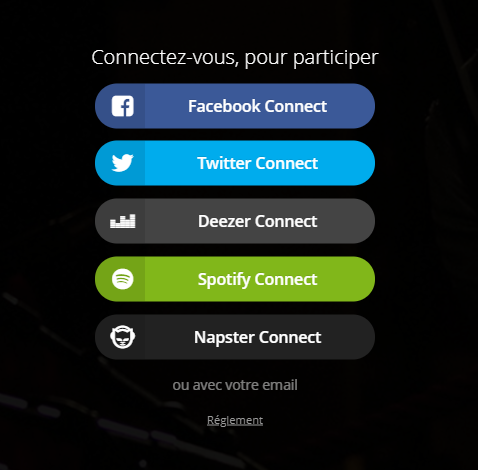 Connectez-vous, pour participer
Facebook Connect
Twitter Connect
Deezer Connect
Spotify Connect
Napster Connect
ou avec votre email
Réglement